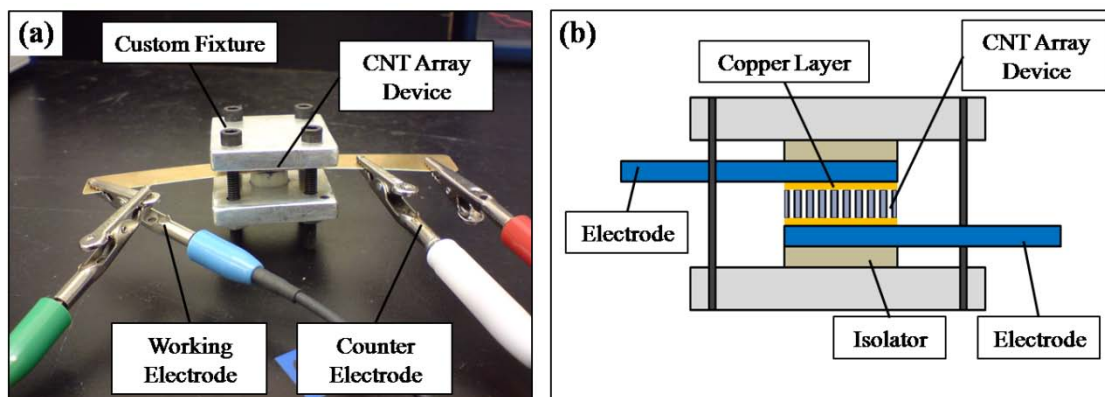 (a)
Custom Fixture
CNT Array
Device
Working
Electrode
Counter
Electrode
(b)
Copper Layer
CNT Array
Device
Electrode
Isolator
Electrode